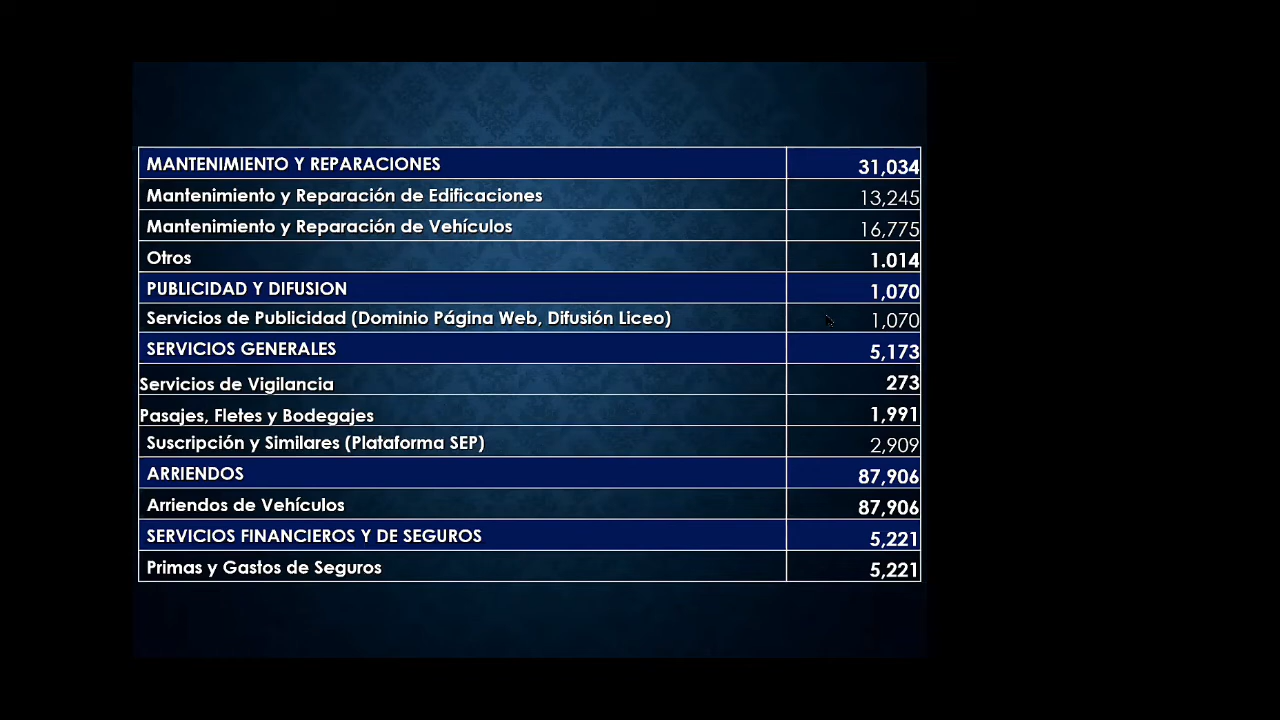 MANTENIMIENTO Y REPARACIONES 31,034
Mantenimiento y Reparación de Edificaciones 13,245
Mantenimiento y Reparación de Vehículos 16,775
Otros 1.014
PUBLICIDAD Y DIFUSION 1,070
Servicios de Publicidad (Dominio Página Web, Difusión Liceo) 1,070
SERVICIOS GENERALES 5,173
Servicios de Vigilancia 273
Pasajes, Fletes y Bodegajes 1,991
Suscripción y Similares (Plataforma SEP) 2,909
ARRIENDOS 87,906
Arriendos de Vehículos 87,906
SERVICIOS FINANCIEROS Y DE SEGUROS 5,221
Primas y Gastos de Seguros 5,221